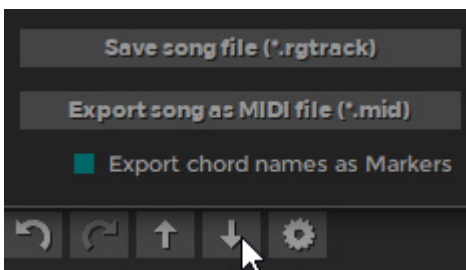 Save song file (*.rgtrack)
Export song as MIDI file (*.mid)
Export chord names as Markers